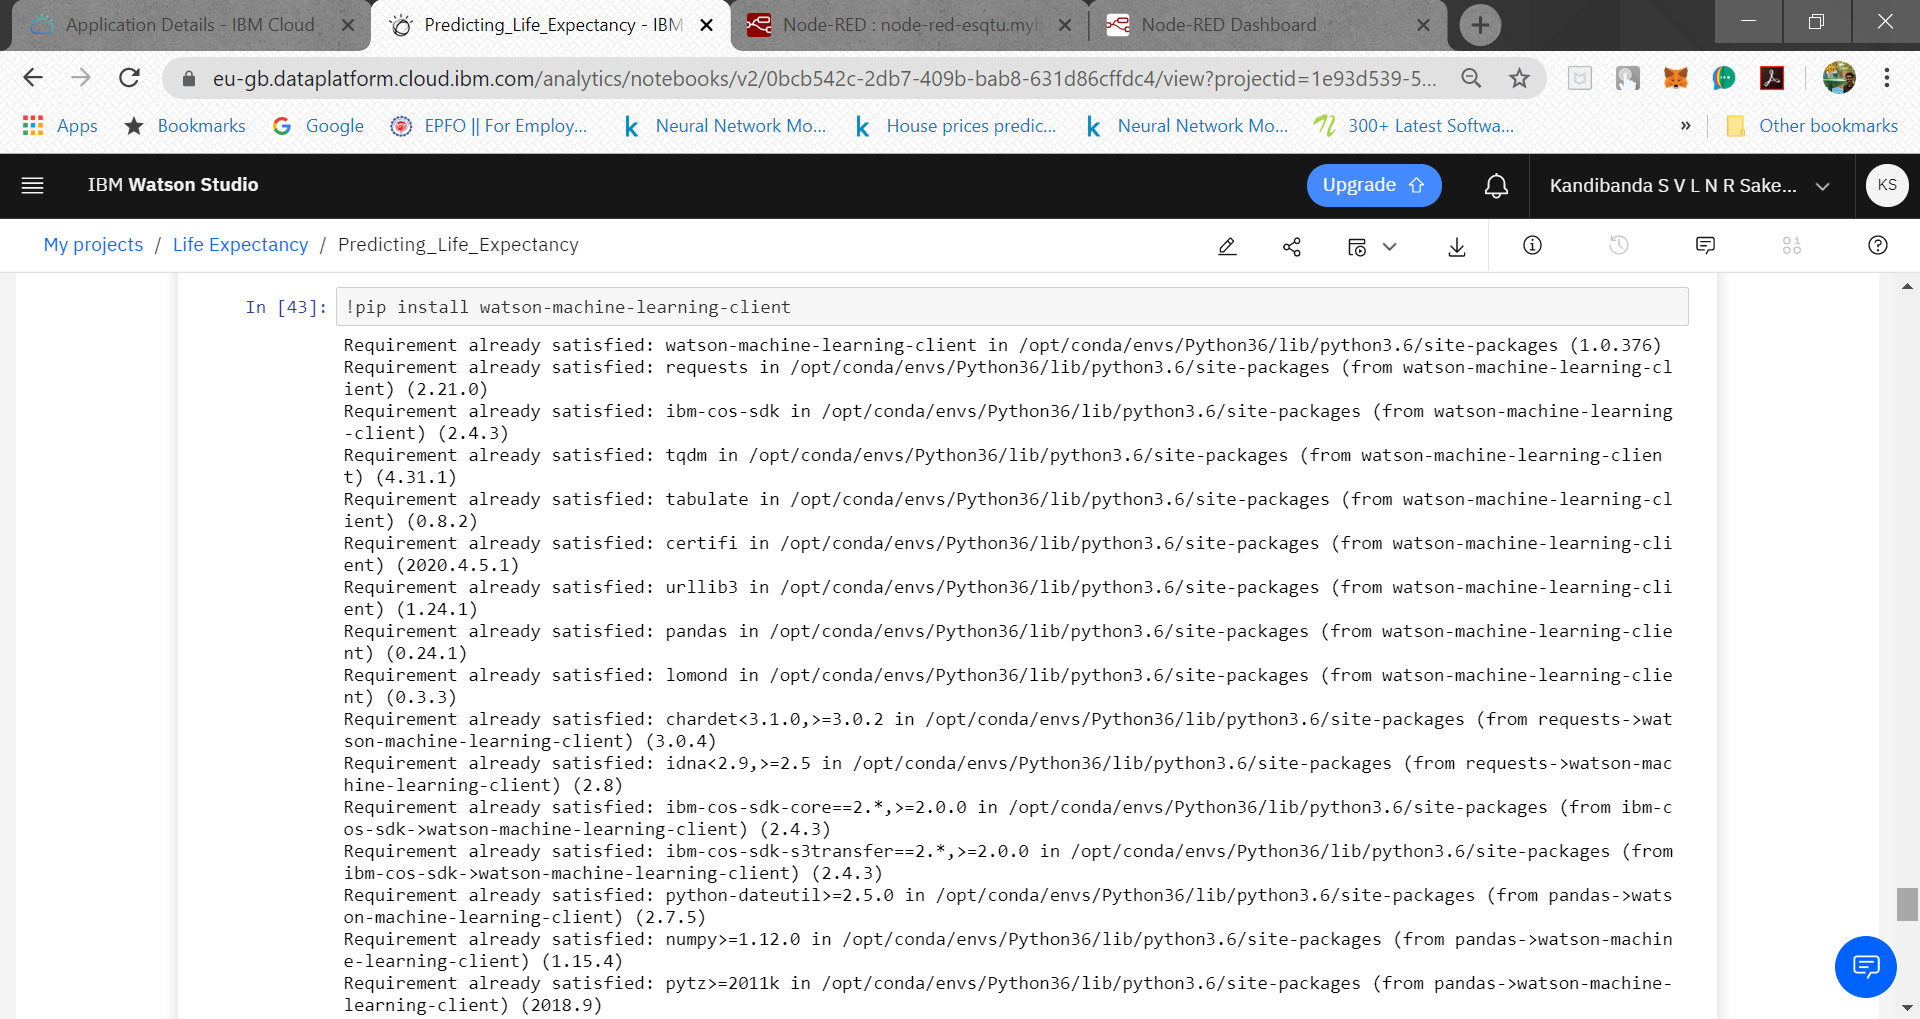 Application Details - IBM Cloud
Predicting_Life_Expectancy - IBM
Node-RED : node-red-esqtu.myb
Node-RED Dashboard
eu-gb.dataplatform.cloud.ibm.com/analytics/notebooks/v2/0bcb542c-2db7-409b-bab8-631d86cffdc4/view?projectid=1e93d539-5...
Apps
Bookmarks
Google
EPFO || For Employ...
Neural Network Mo...
House prices predic...
Neural Network Mo...
300+ Latest Softwa...
»
Other bookmarks
IBM Watson Studio
Upgrade
Kandibanda S V L N R Sake...
KS
My projects / Life Expectancy / Predicting_Life_Expectancy
In [43]: !pip install watson-machine-learning-client
Requirement already satisfied: watson-machine-learning-client in /opt/conda/envs/Python36/lib/python3.6/site-packages (1.0.376)
Requirement already satisfied: requests in /opt/conda/envs/Python36/lib/python3.6/site-packages (from watson-machine-learning-cl
ient) (2.21.0)
Requirement already satisfied: ibm-cos-sdk in /opt/conda/envs/Python36/lib/python3.6/site-packages (from watson-machine-learning
-client) (2.4.3)
Requirement already satisfied: tqdm in /opt/conda/envs/Python36/lib/python3.6/site-packages (from watson-machine-learning-clien
t) (4.31.1)
Requirement already satisfied: tabulate in /opt/conda/envs/Python36/lib/python3.6/site-packages (from watson-machine-learning-cl
ient) (0.8.2)
Requirement already satisfied: certifi in /opt/conda/envs/Python36/lib/python3.6/site-packages (from watson-machine-learning-cli
ent) (2020.4.5.1)
Requirement already satisfied: urllib3 in /opt/conda/envs/Python36/lib/python3.6/site-packages (from watson-machine-learning-cli
ent) (1.24.1)
Requirement already satisfied: pandas in /opt/conda/envs/Python36/lib/python3.6/site-packages (from watson-machine-learning-clie
nt) (0.24.1)
Requirement already satisfied: lomond in /opt/conda/envs/Python36/lib/python3.6/site-packages (from watson-machine-learning-clie
nt) (0.3.3)
Requirement already satisfied: chardet<3.1.0,>=3.0.2 in /opt/conda/envs/Python36/lib/python3.6/site-packages (from requests->wat
son-machine-learning-client) (3.0.4)
Requirement already satisfied: idna<2.9,>=2.5 in /opt/conda/envs/Python36/lib/python3.6/site-packages (from requests->watson-mac
hine-learning-client) (2.8)
Requirement already satisfied: ibm-cos-sdk-core==2.*,>=2.0.0 in /opt/conda/envs/Python36/lib/python3.6/site-packages (from ibm-c
os-sdk->watson-machine-learning-client) (2.4.3)
Requirement already satisfied: ibm-cos-sdk-s3transfer==2.*,>=2.0.0 in /opt/conda/envs/Python36/lib/python3.6/site-packages (from
ibm-cos-sdk->watson-machine-learning-client) (2.4.3)
Requirement already satisfied: python-dateutil>=2.5.0 in /opt/conda/envs/Python36/lib/python3.6/site-packages (from pandas->wats
on-machine-learning-client) (2.7.5)
Requirement already satisfied: numpy>=1.12.0 in /opt/conda/envs/Python36/lib/python3.6/site-packages (from pandas->watson-machin
e-learning-client) (1.15.4)
Requirement already satisfied: pytz>=2011k in /opt/conda/envs/Python36/lib/python3.6/site-packages (from pandas->watson-machine-
learning-client) (2018.9)